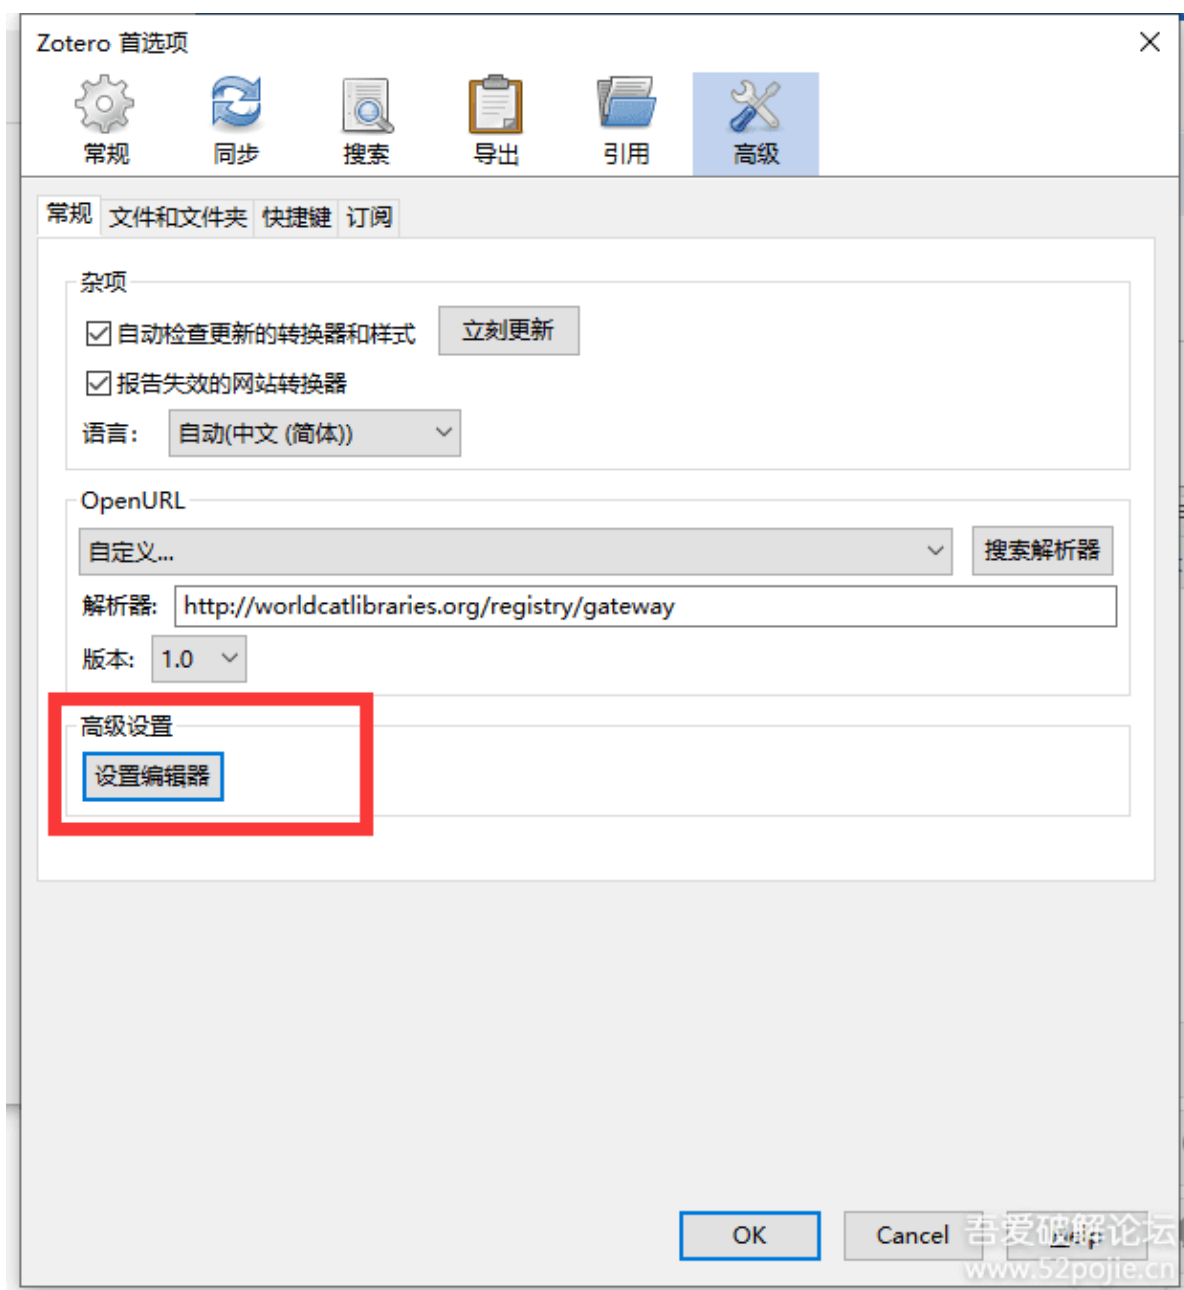 Zotero 首选项
常规 同步 搜索 导出 引用 高级
常规 文件和文件夹 快捷键 订阅
杂项
自动检查更新的转换器和样式 立刻更新
报告失效的网站转换器
语言： 自动(中文 (简体))
OpenURL
自定义... 搜索解析器
解析器: http://worldcatlibraries.org/registry/gateway
版本: 1.0
高级设置
设置编辑器
OK Cancel Help
吾爱破解论坛
www.52pojie.cn